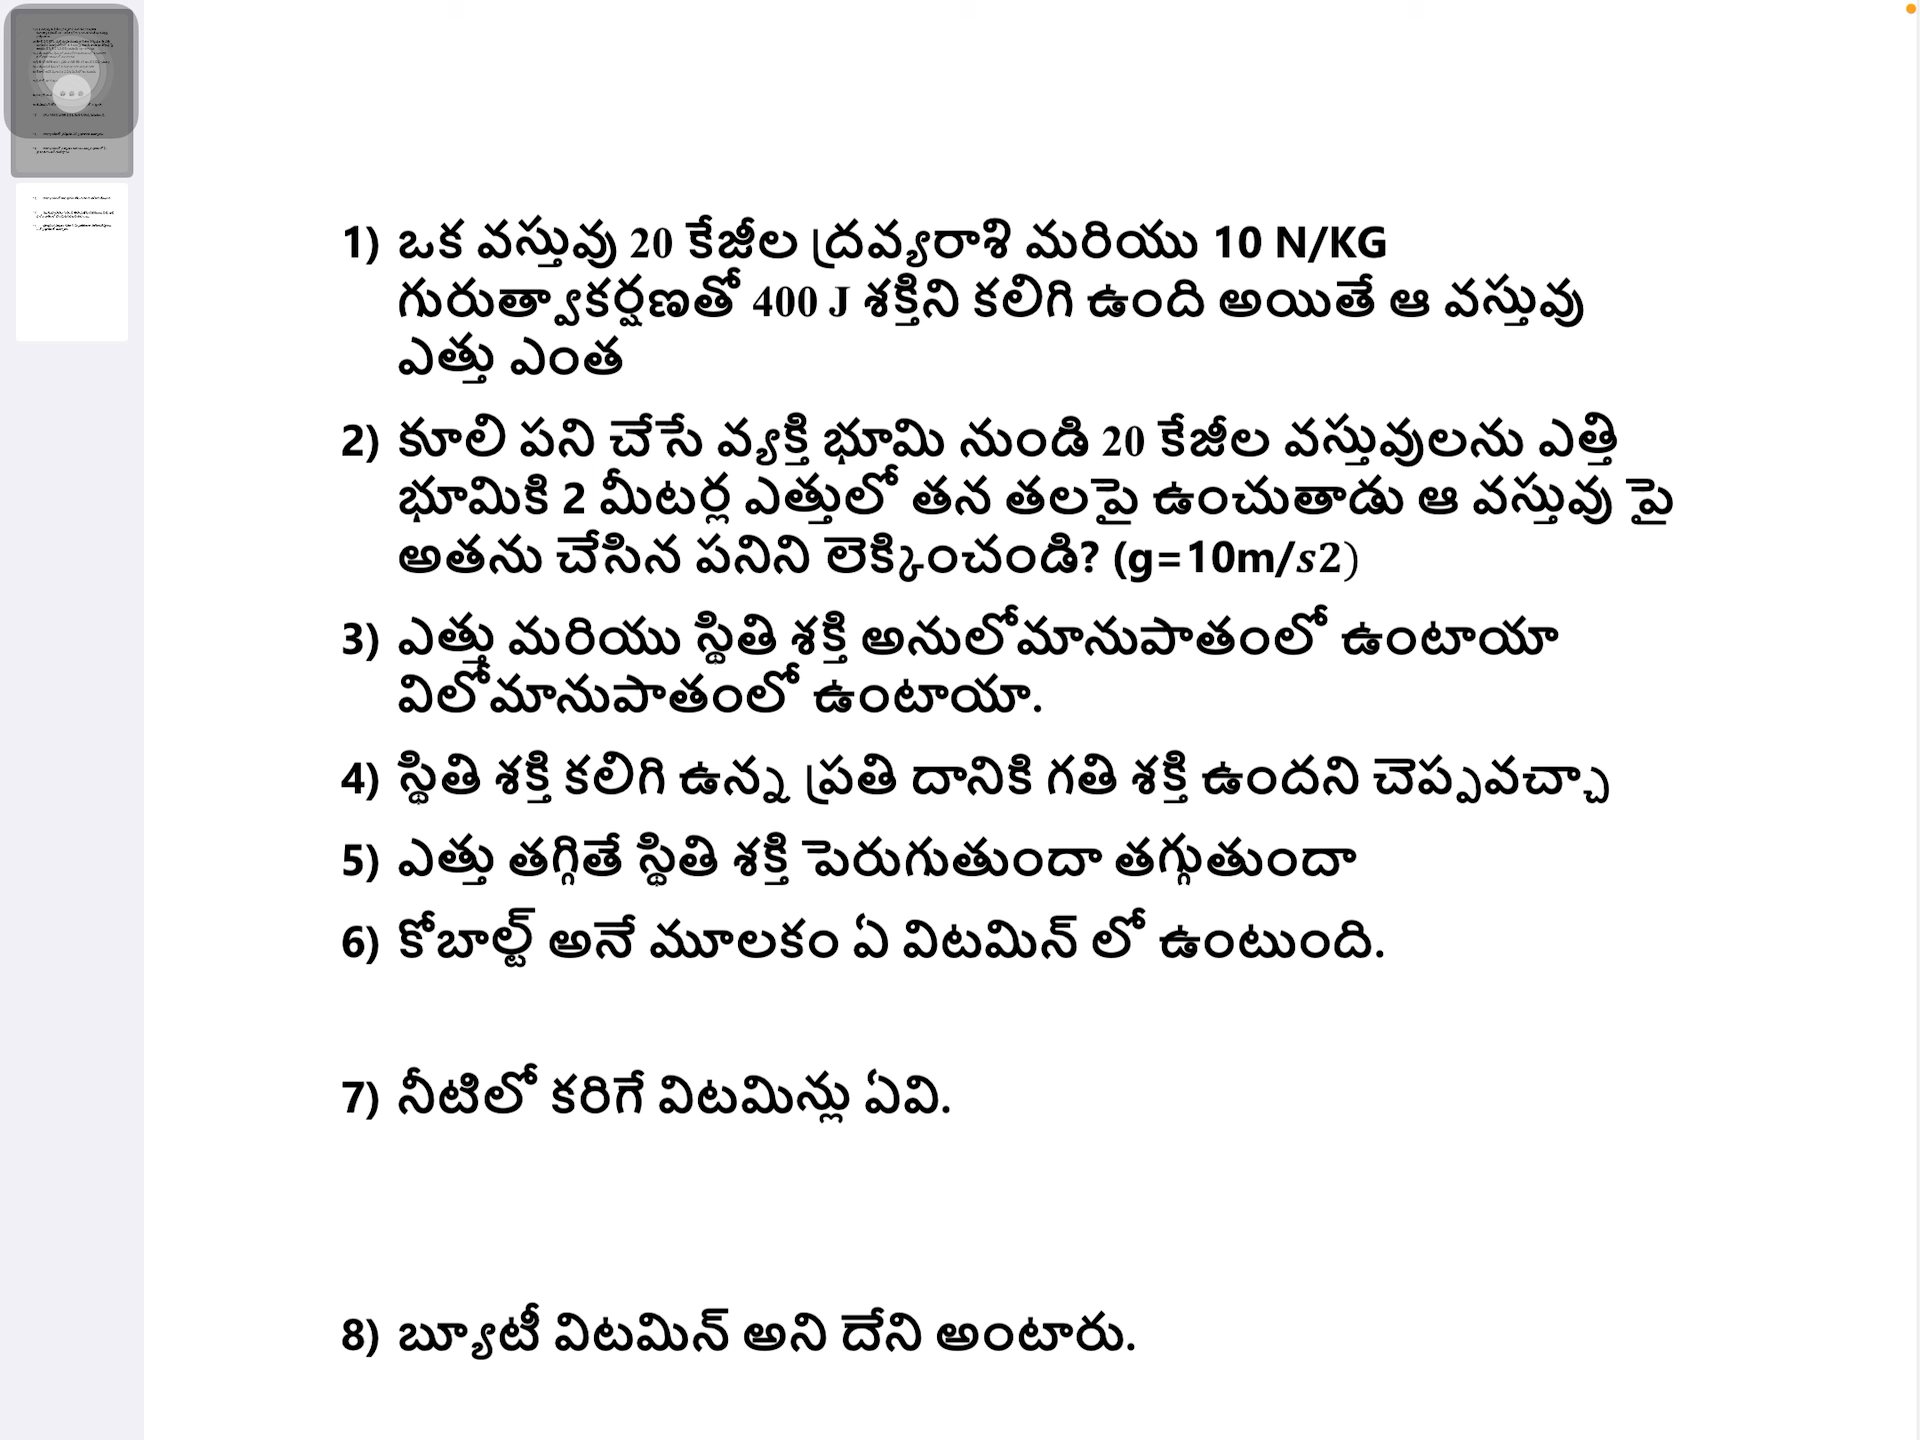 1) ఒక వస్తువు 20 కేజీల ద్రవ్యరాశి మరియు 10 N/KG
గురుత్వాకర్షణతో 400 J శక్తిని కలిగి ఉంది అయితే ఆ వస్తువు
ఎత్తు ఎంత
2) కూలి పని చేసే వ్యక్తి భూమి నుండి 20 కేజీల వస్తువులను ఎత్తి
భూమికి 2 మీటర్ల ఎత్తులో తన తలపై ఉంచుతాడు ఆ వస్తువు పై
అతను చేసిన పనిని లెక్కించండి? (g=10m/s2)
3) ఎత్తు మరియు స్థితి శక్తి అనులోమానుపాతంలో ఉంటాయా
విలోమానుపాతంలో ఉంటాయా.
4) స్థితి శక్తి కలిగి ఉన్న ప్రతి దానికి గతి శక్తి ఉందని చెప్పవచ్చా
5) ఎత్తు తగ్గితే స్థితి శక్తి పెరుగుతుందా తగ్గుతుందా
6) కోబాల్ట్ అనే మూలకం ఏ విటమిన్ లో ఉంటుంది.
7) నీటిలో కరిగే విటమిన్లు ఏవి.
8) బ్యూటీ విటమిన్ అని దేని అంటారు.